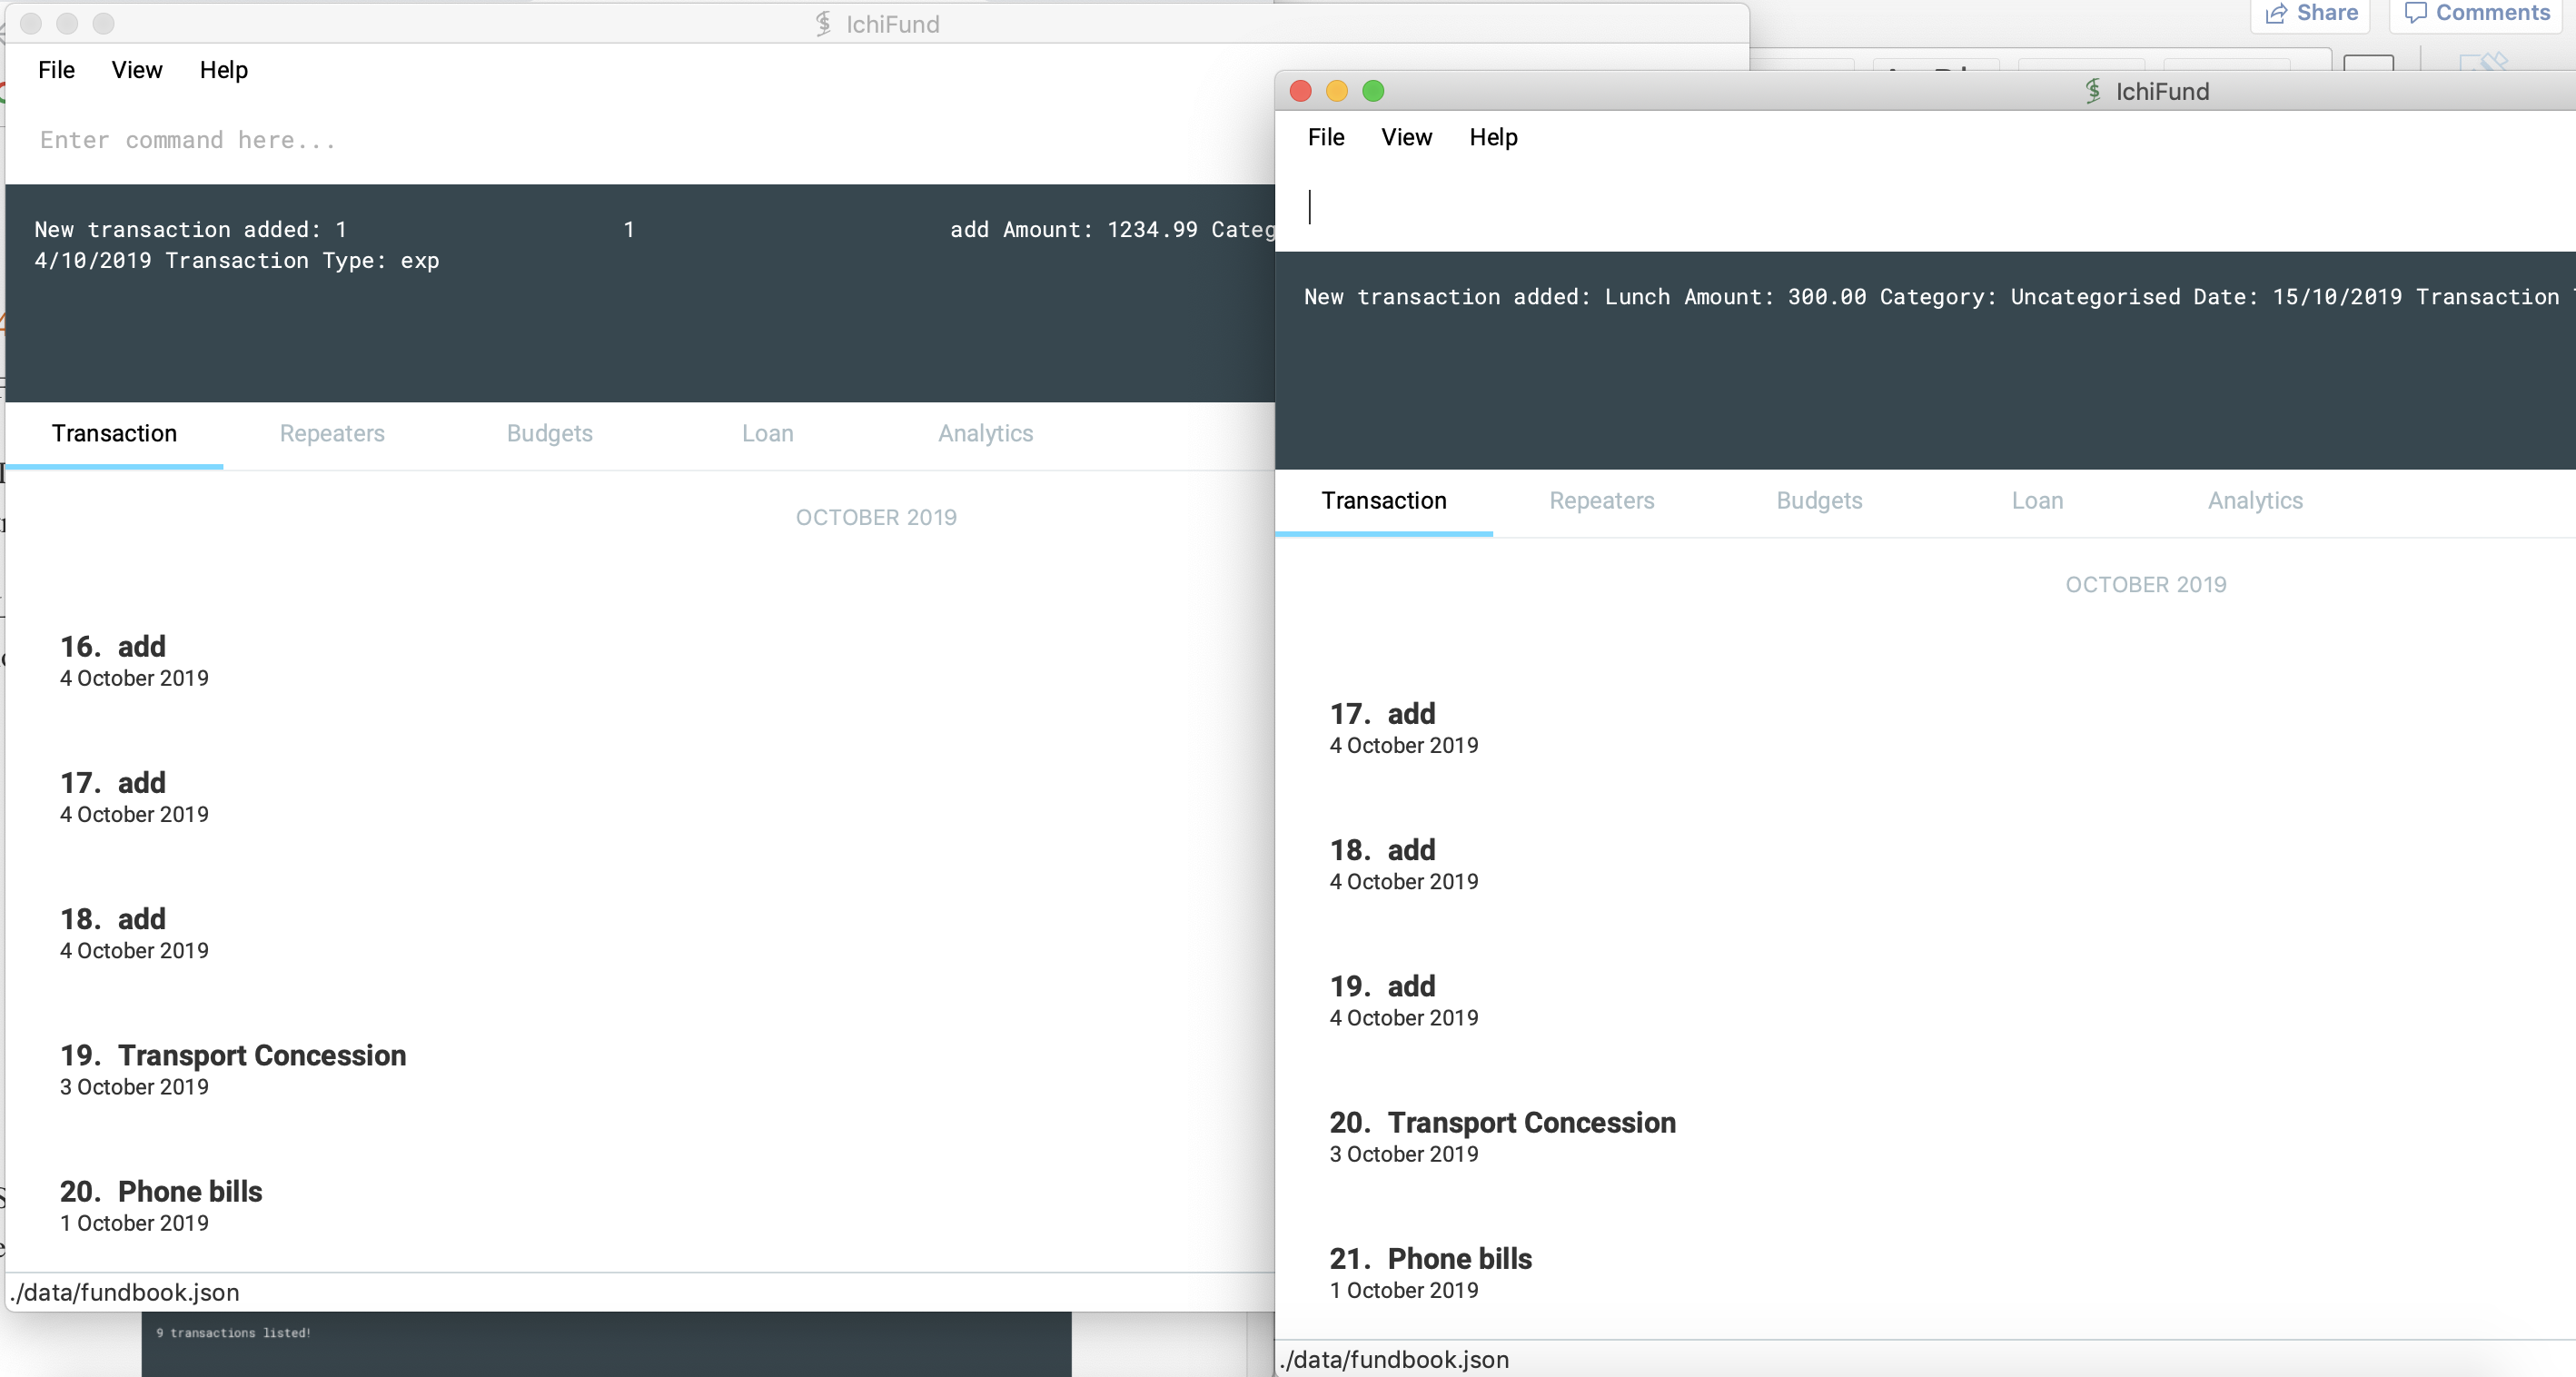 IchiFund
File View Help
Enter command here...
New transaction added: 1 1 add Amount: 1234.99 Categ
4/10/2019 Transaction Type: exp
Transaction Repeaters Budgets Loan Analytics
OCTOBER 2019
16. add
4 October 2019
17. add
4 October 2019
18. add
4 October 2019
19. Transport Concession
3 October 2019
20. Phone bills
1 October 2019
./data/fundbook.json
9 transactions listed!
Share Comments
IchiFund
File View Help
New transaction added: Lunch Amount: 300.00 Category: Uncategorised Date: 15/10/2019 Transaction
Transaction Repeaters Budgets Loan Analytics
OCTOBER 2019
17. add
4 October 2019
18. add
4 October 2019
19. add
4 October 2019
20. Transport Concession
3 October 2019
21. Phone bills
1 October 2019
./data/fundbook.json